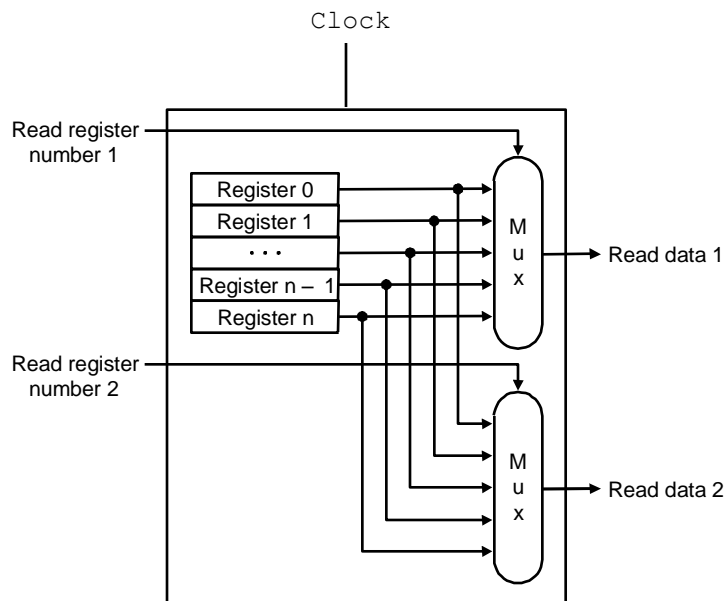 Clock
Read register
number 1
Register 0
Register 1
. . .
Register n – 1
Register n
M
u
x
Read data 1
Read register
number 2
M
u
x
Read data 2